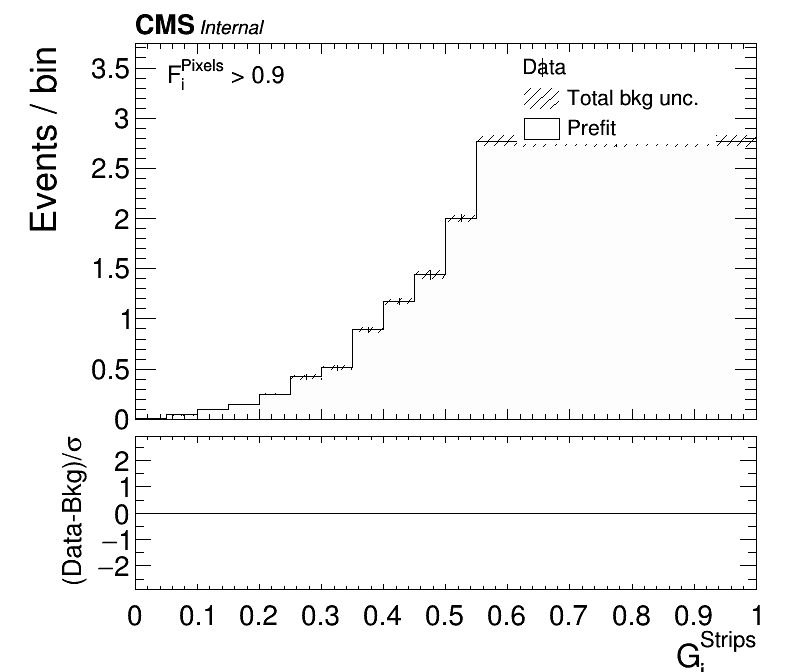 CMS Internal
F_i^Pixels > 0.9
Data
Total bkg unc.
Prefit
Events / bin
3.5
3
2.5
2
1.5
1
0.5
0
(Data-Bkg)/σ
2
1
0
−1
−2
0 0.1 0.2 0.3 0.4 0.5 0.6 0.7 0.8 0.9 1
G_i^Strips